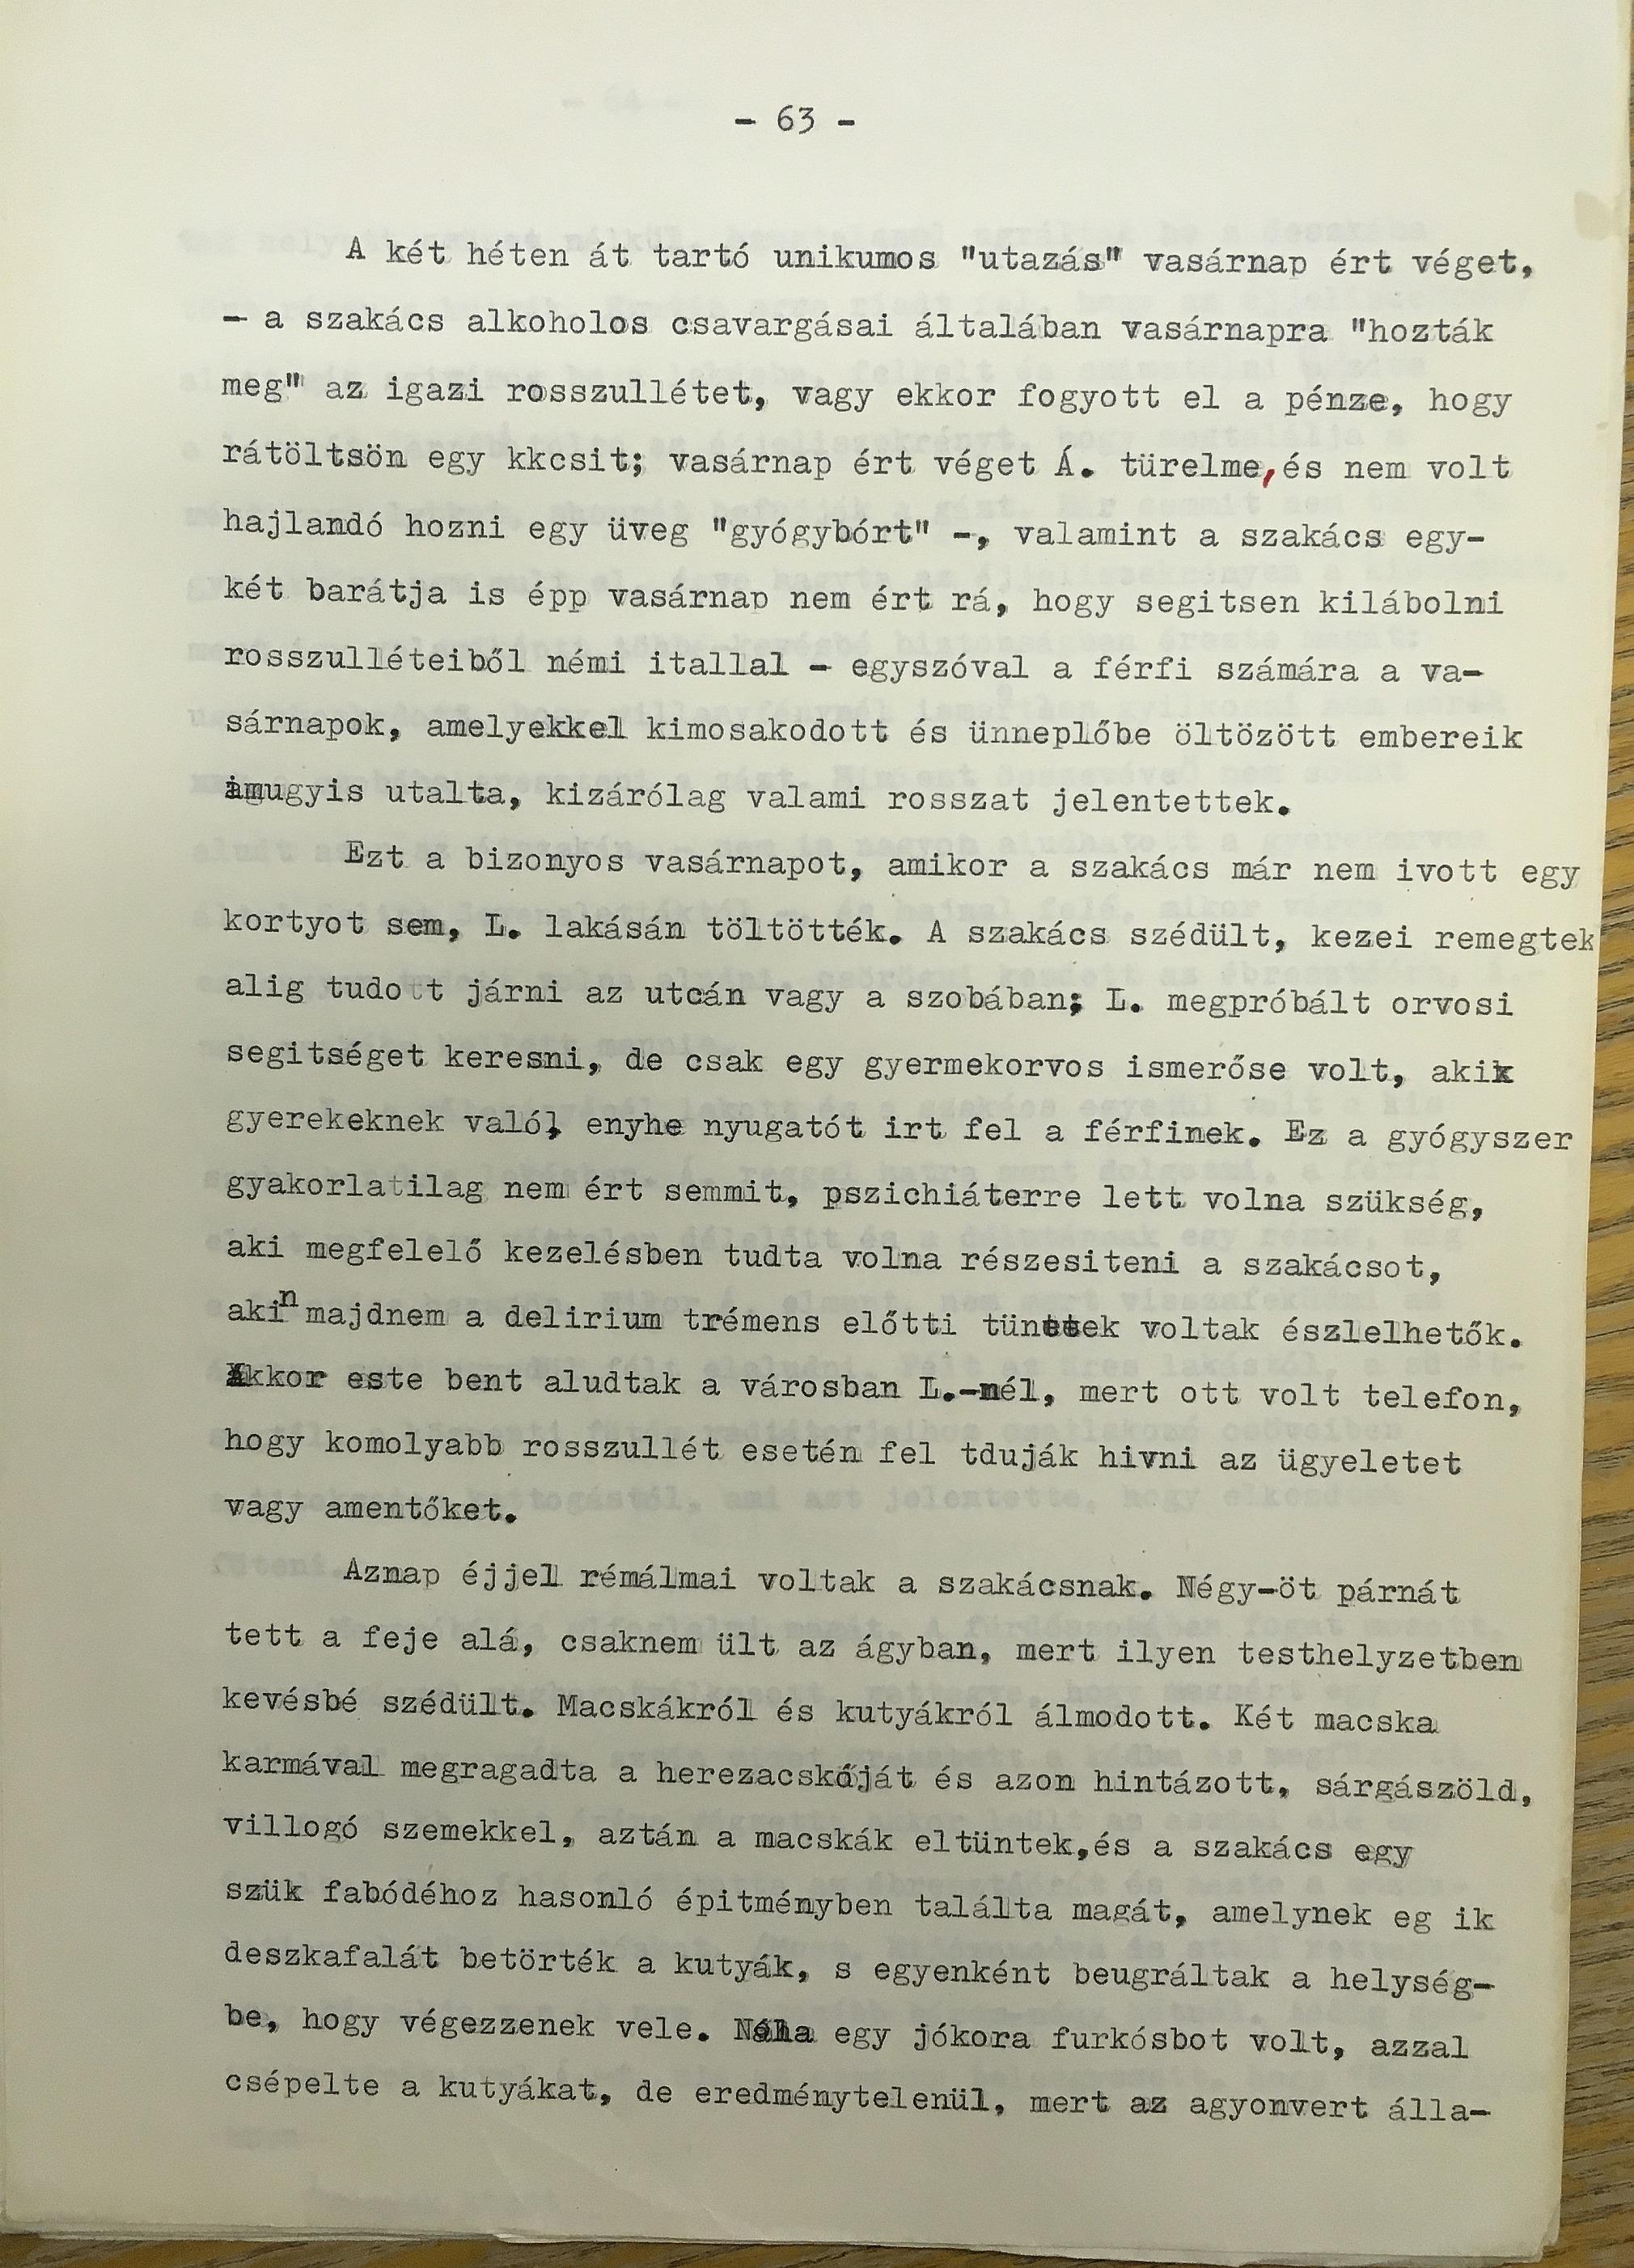 - 63 -
A két héten át tartó unikumos "utazás" vasárnap ért véget,
- a szakács alkoholos csavargásai általában vasárnapra "hozták
meg" az igazi rosszullétet, vagy ekkor fogyott el a pénze, hogy
rátöltsön egy kkcsit; vasárnap ért véget Á. türelme, és nem volt
hajlandó hozni egy üveg "gyógybórt" -, valamint a szakács egy-
két barátja is épp vasárnap nem ért rá, hogy segitsen kilábolni
rosszulléteiből némi itallal - egyszóval a férfi számára a va-
sárnapok, amelyekkel kimosakodott és ünneplőbe öltözött embereik
amugyis utalta, kizárólag valami rosszat jelentettek.
Ezt a bizonyos vasárnapot, amikor a szakács már nem ivott egy
kortyot sem, L. lakásán töltötték. A szakács szédült, kezei remegtek
alig tudott járni az utcán vagy a szobában; L. megpróbált orvosi
segitséget keresni, de csak egy gyermekorvos ismerőse volt, aki
gyerekeknek való, enyhe nyugatót irt fel a férfinek. Ez a gyógyszer
gyakorlatilag nem ért semmit, pszichiáterre lett volna szükség,
aki megfelelő kezelésben tudta volna részesiteni a szakácsot,
akin majdnem a delirium trémens előtti tünetek voltak észlelhetők.
Akkor este bent aludtak a városban L.-nél, mert ott volt telefon,
hogy komolyabb rosszullét esetén fel tduják hivni az ügyeletet
vagy amentőket.
Aznap éjjel rémálmai voltak a szakácsnak. Négy-öt párnát
tett a feje alá, csaknem ült az ágyban, mert ilyen testhelyzetben
kevésbé szédült. Macskákról és kutyákról álmodott. Két macska
karmával megragadta a herezacskóját és azon hintázott, sárgászöld,
villogó szemekkel, aztán a macskák eltüntek,és a szakács egy
szük fabódéhoz hasonló épitményben találta magát, amelynek eg ik
deszkafalát betörték a kutyák, s egyenként beugráltak a helység-
be, hogy végezzenek vele. Nála egy jókora furkósbot volt, azzal
csépelte a kutyákat, de eredménytelenül, mert az agyonvert álla-